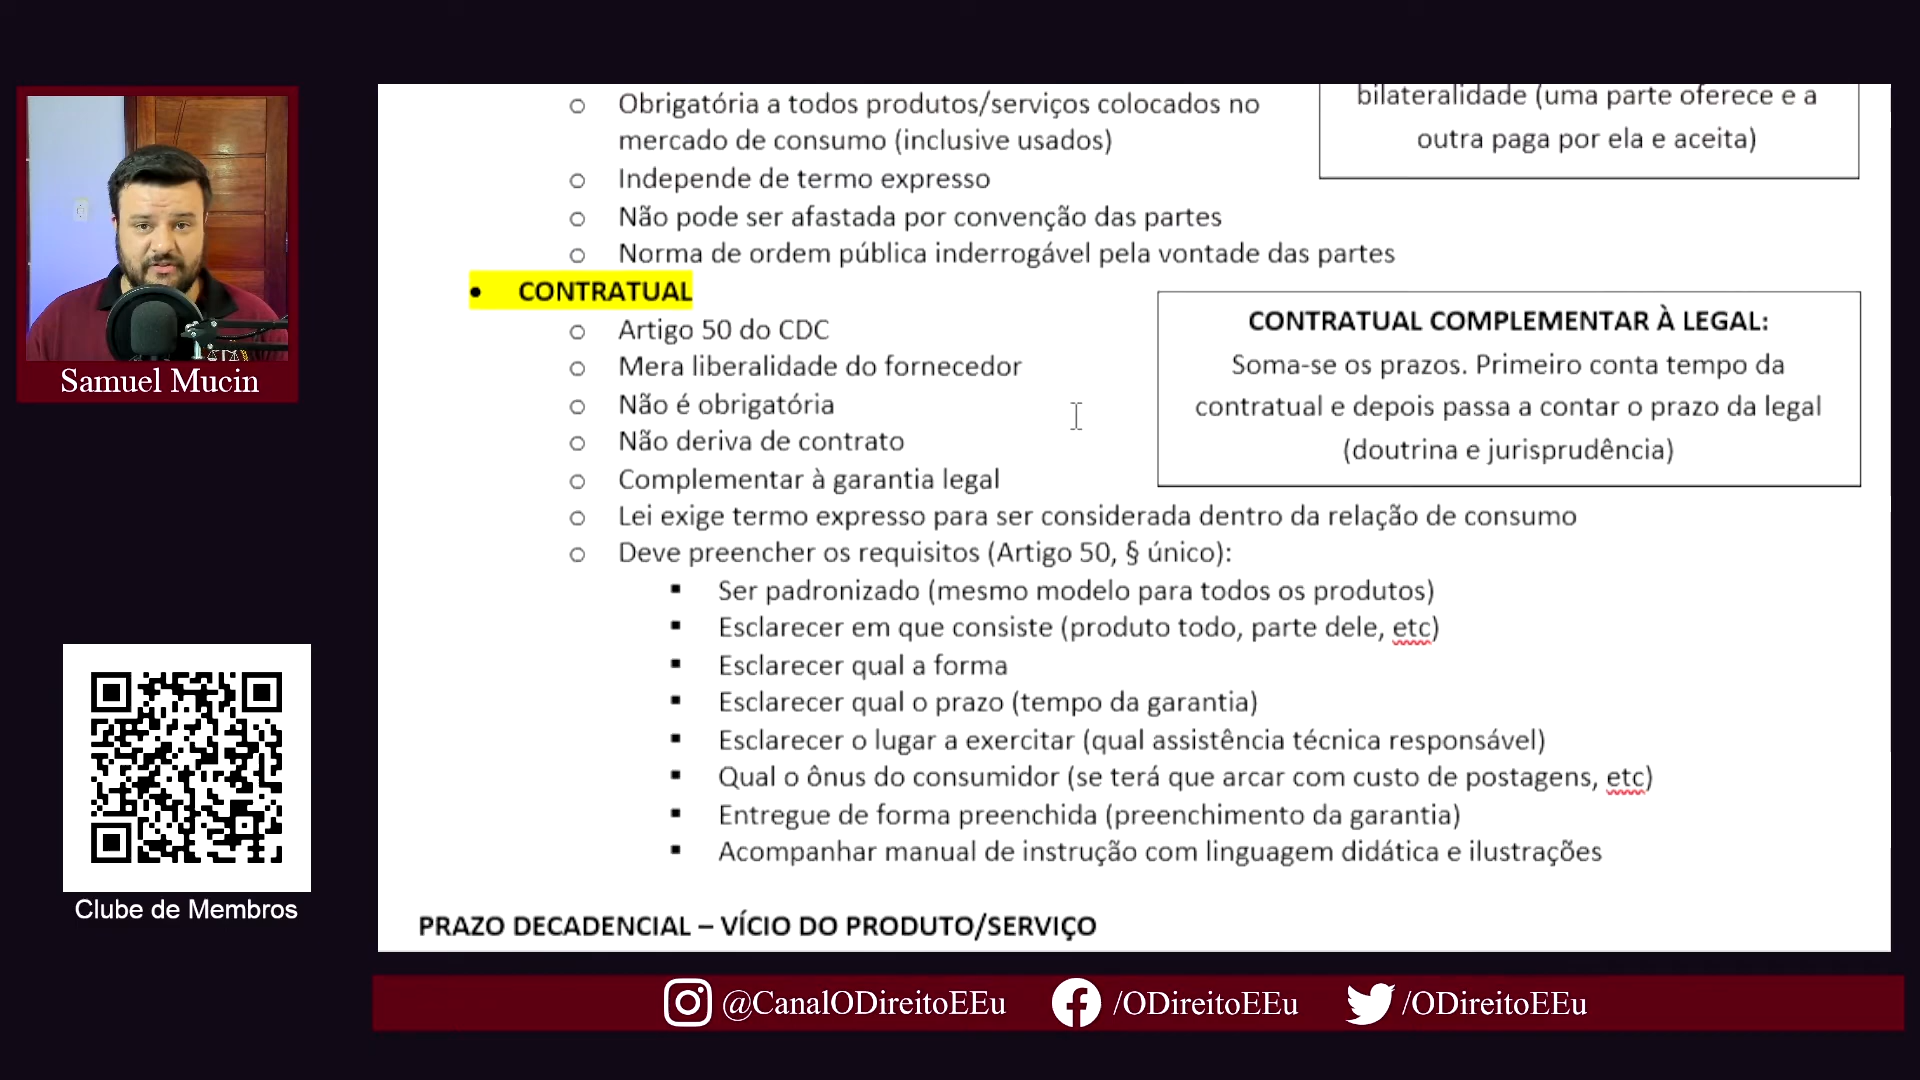 Obrigatória a todos produtos/serviços colocados no
mercado de consumo (inclusive usados)
Independe de termo expresso
Não pode ser afastada por convenção das partes
Norma de ordem pública inderrogável pela vontade das partes
bilateralidade (uma parte oferece e a
outra paga por ela e aceita)
CONTRATUAL
Artigo 50 do CDC
Mera liberalidade do fornecedor
Não é obrigatória
Não deriva de contrato
Complementar à garantia legal
Lei exige termo expresso para ser considerada dentro da relação de consumo
Deve preencher os requisitos (Artigo 50, § único):
Ser padronizado (mesmo modelo para todos os produtos)
Esclarecer em que consiste (produto todo, parte dele, etc)
Esclarecer qual a forma
Esclarecer qual o prazo (tempo da garantia)
Esclarecer o lugar a exercitar (qual assistência técnica responsável)
Qual o ônus do consumidor (se terá que arcar com custo de postagens, etc)
Entregue de forma preenchida (preenchimento da garantia)
Acompanhar manual de instrução com linguagem didática e ilustrações
CONTRATUAL COMPLEMENTAR À LEGAL:
Soma-se os prazos. Primeiro conta tempo da
contratual e depois passa a contar o prazo da legal
(doutrina e jurisprudência)
PRAZO DECADENCIAL – VÍCIO DO PRODUTO/SERVIÇO
Samuel Mucin
Clube de Membros
@CanalODireitoEEu
/ODireitoEEu
/ODireitoEEu